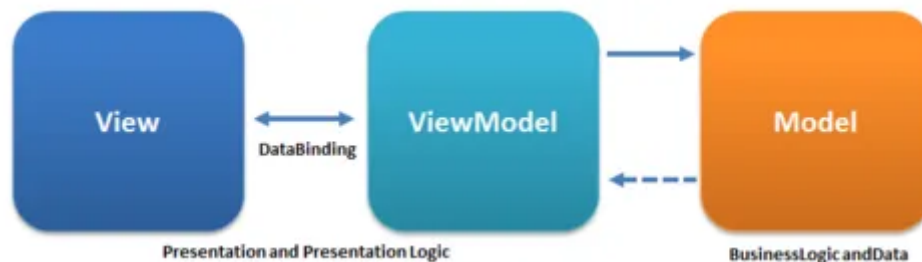 View
ViewModel
Model
DataBinding
Presentation and Presentation Logic
BusinessLogic andData